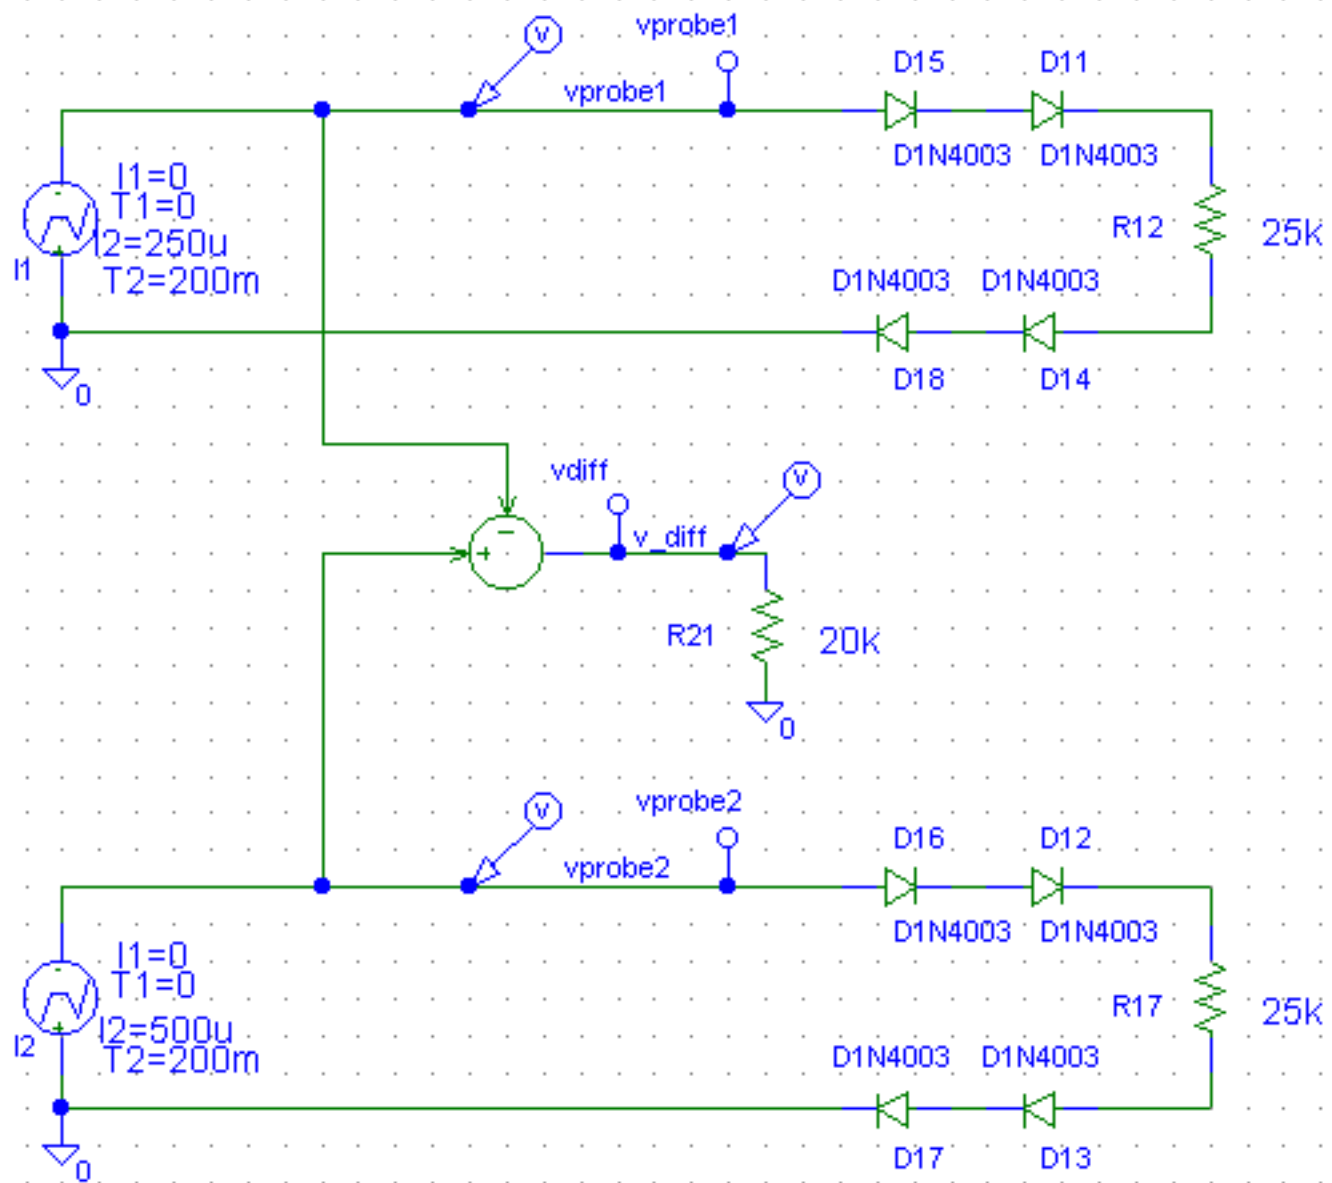 vprobe1
V
vprobe1
D15 D11
D1N4003 D1N4003
-
I1=0
T1=0
I2=250u
T2=200m
+
I1
R12 25k
D1N4003 D1N4003
D18 D14
0
vdiff
V
v_diff
-
+
R21 20k
0
vprobe2
V
vprobe2
D16 D12
D1N4003 D1N4003
-
I1=0
T1=0
I2=500u
T2=200m
+
I2
R17 25k
D1N4003 D1N4003
D17 D13
0